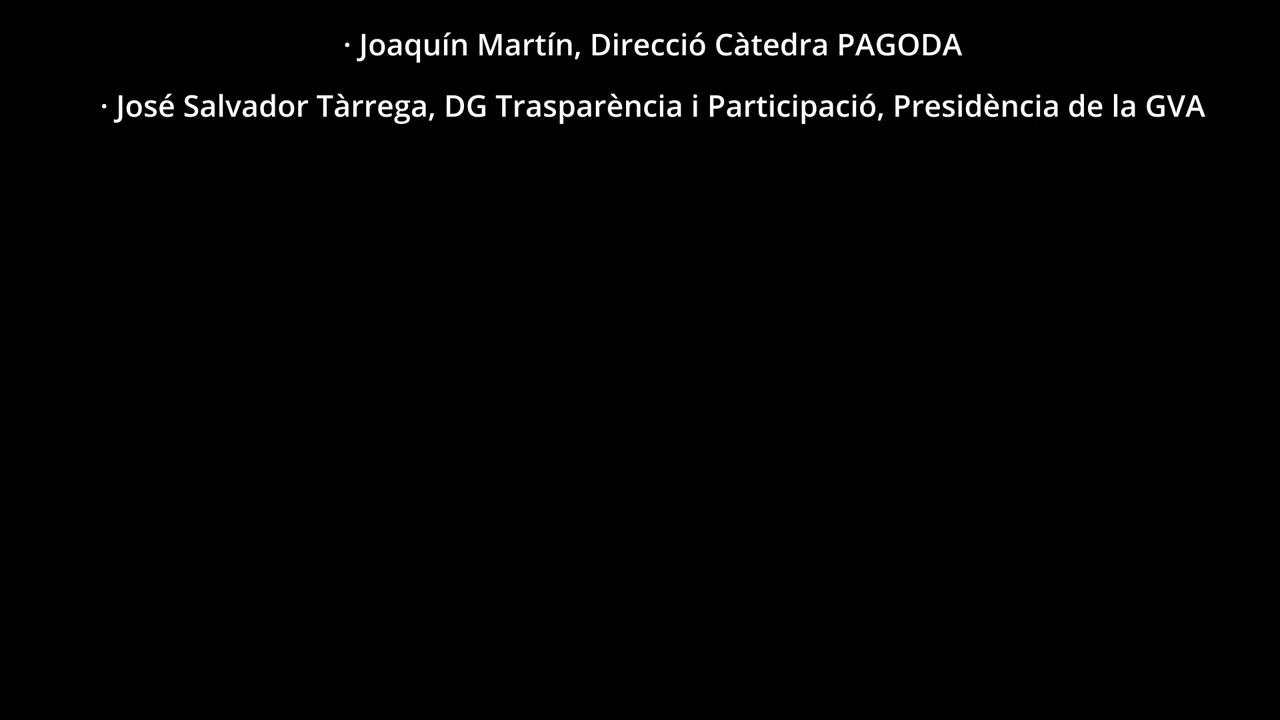 · Joaquín Martín, Direcció Càtedra PAGODA
· José Salvador Tàrrega, DG Trasparència i Participació, Presidència de la GVA